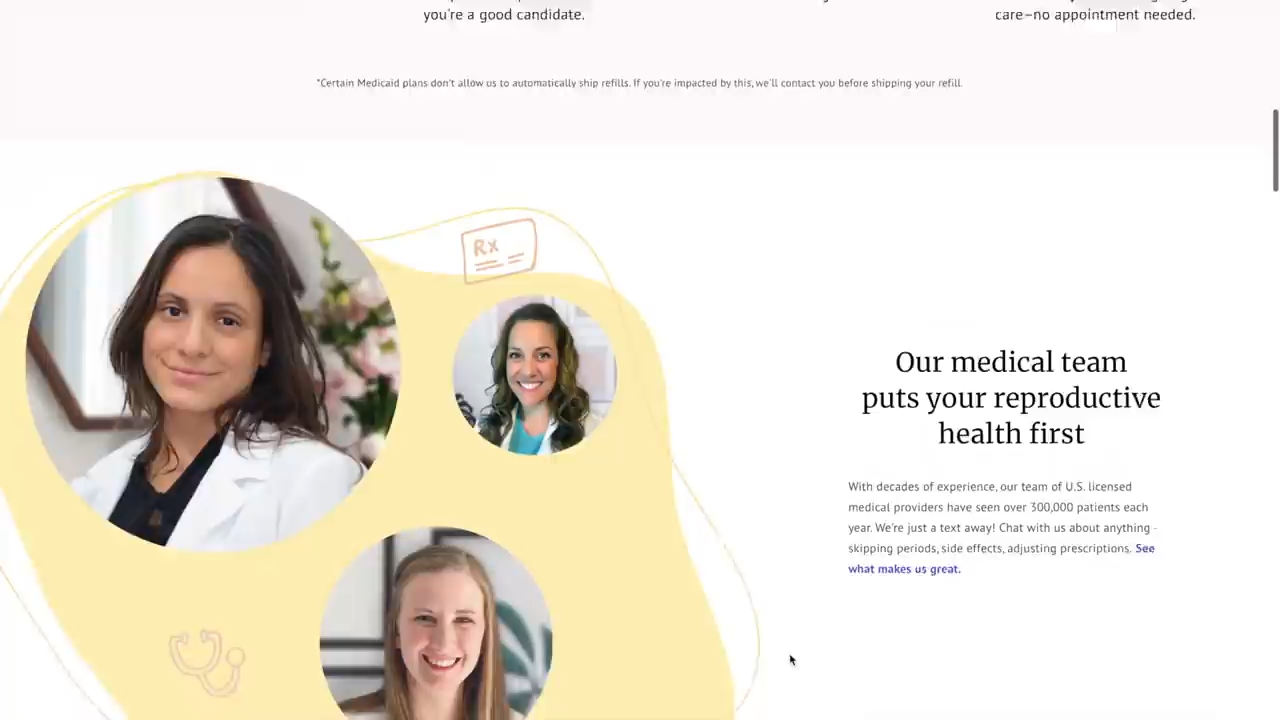 you're a good candidate.
care–no appointment needed.
*Certain Medicaid plans don't allow us to automatically ship refills. If you're impacted by this, we'll contact you before shipping your refill.
Rx
Our medical team
puts your reproductive
health first
With decades of experience, our team of U.S. licensed
medical providers have seen over 300,000 patients each
year. We're just a text away! Chat with us about anything -
skipping periods, side effects, adjusting prescriptions. See
what makes us great.